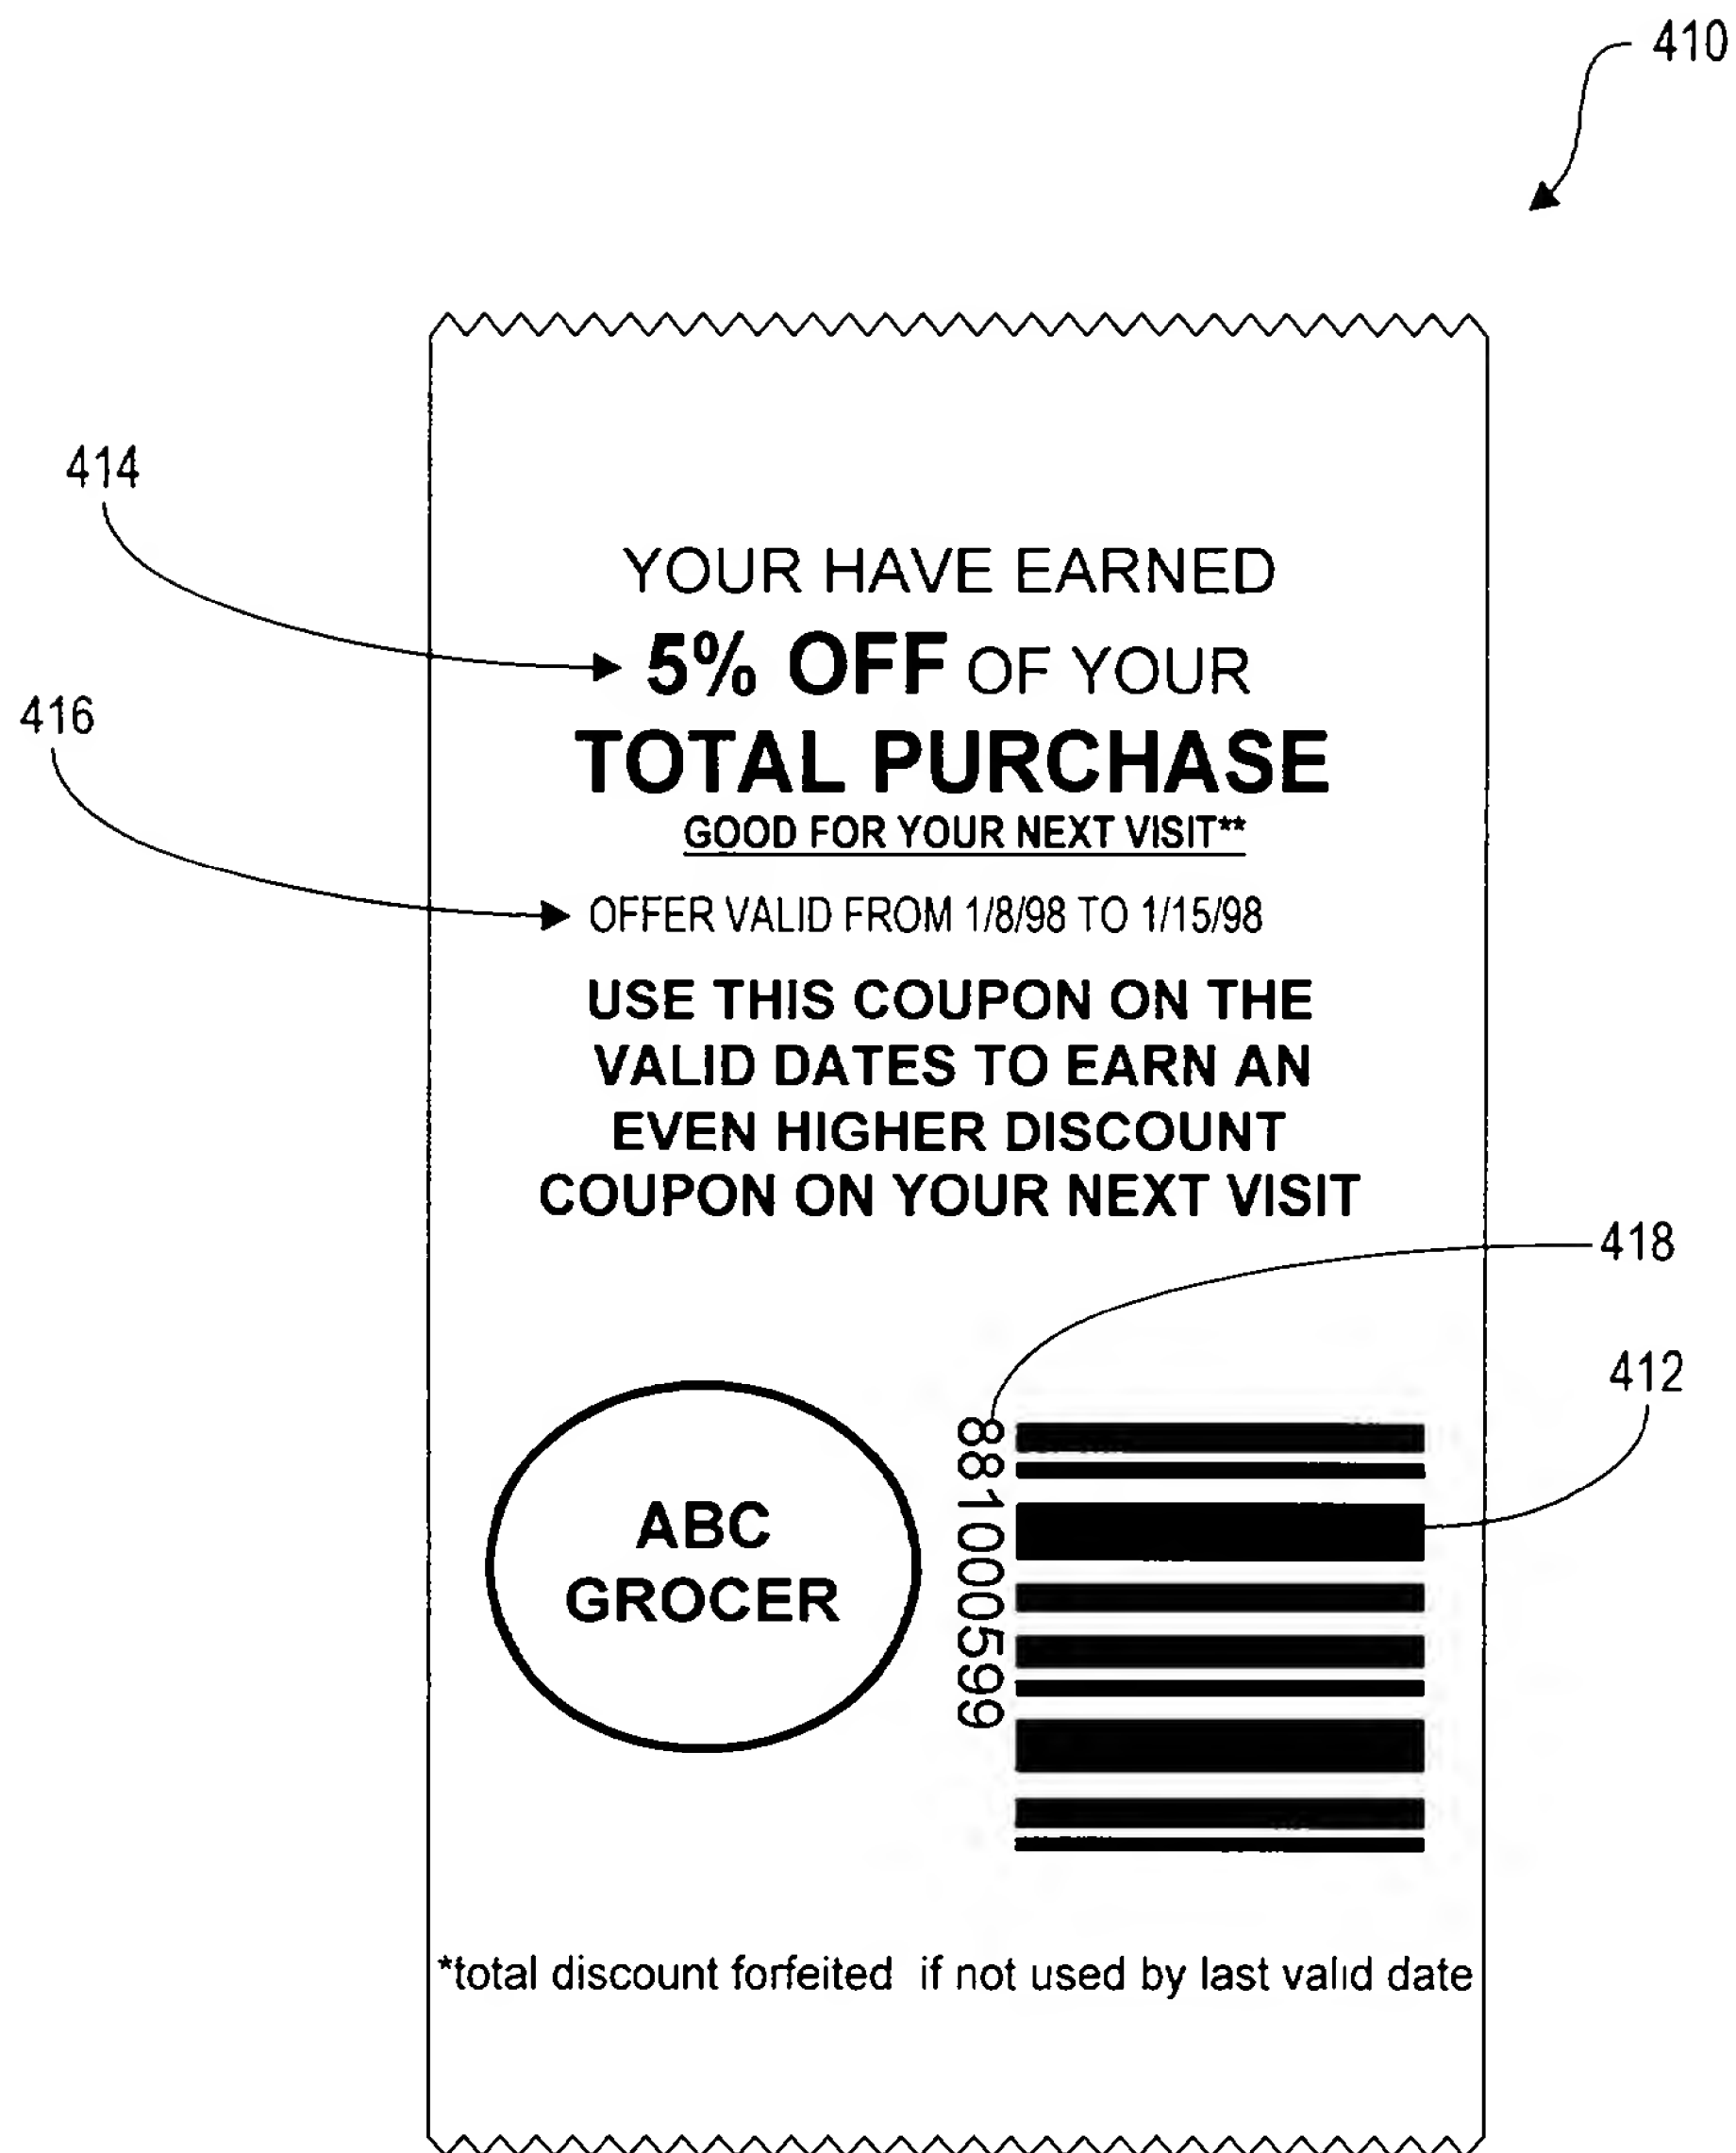 410
414
YOUR HAVE EARNED
5% OFF OF YOUR
416
TOTAL PURCHASE
GOOD FOR YOUR NEXT VISIT**
OFFER VALID FROM 1/8/98 TO 1/15/98
USE THIS COUPON ON THE
VALID DATES TO EARN AN
EVEN HIGHER DISCOUNT
COUPON ON YOUR NEXT VISIT
418
412
ABC
GROCER
881000599
*total discount forfeited if not used by last valid date